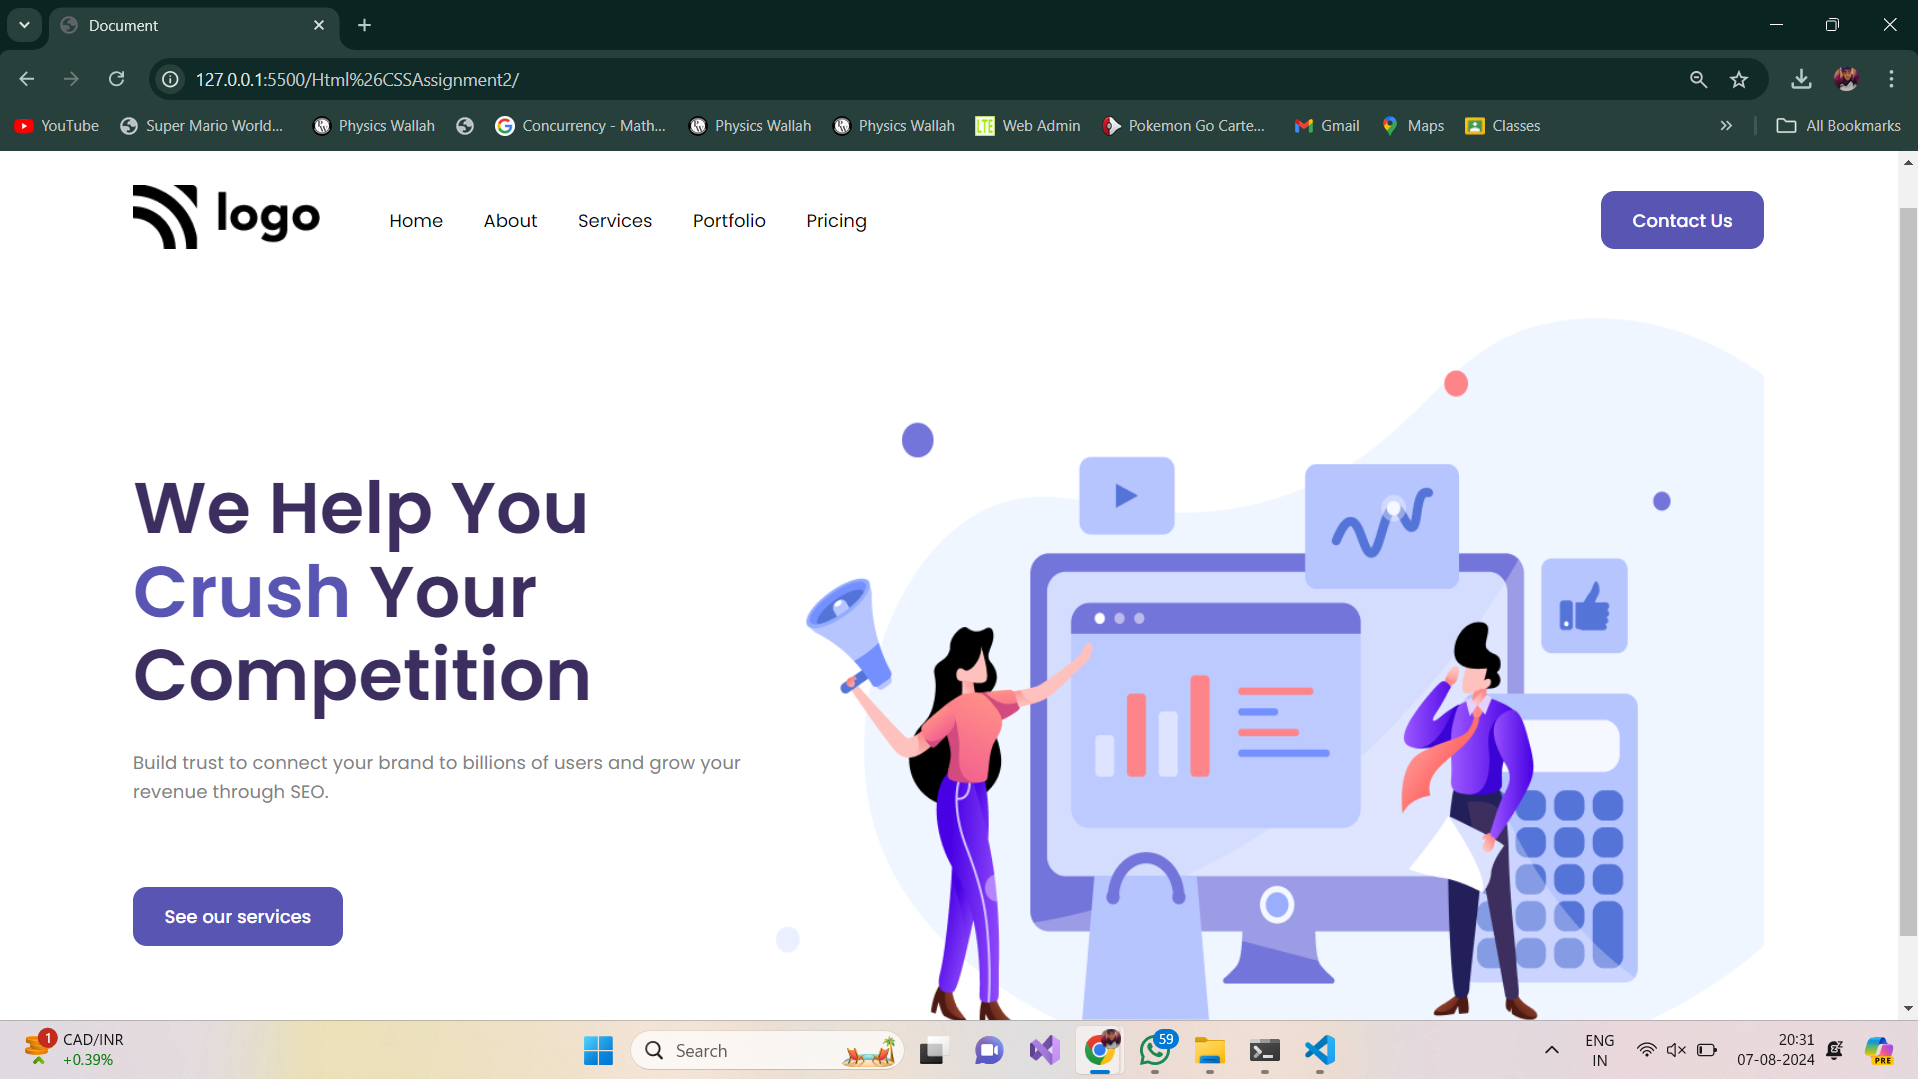 Document
127.0.0.1:5500/Html%26CSSAssignment2/
YouTube Super Mario World... Physics Wallah Concurrency - Math... Physics Wallah Physics Wallah Web Admin Pokemon Go Carte... Gmail Maps Classes All Bookmarks
logo Home About Services Portfolio Pricing Contact Us
We Help You
Crush Your
Competition
Build trust to connect your brand to billions of users and grow your
revenue through SEO.
See our services
1 CAD/INR
+0.39%
Search
59
ENG
IN
20:31
07-08-2024
PRE